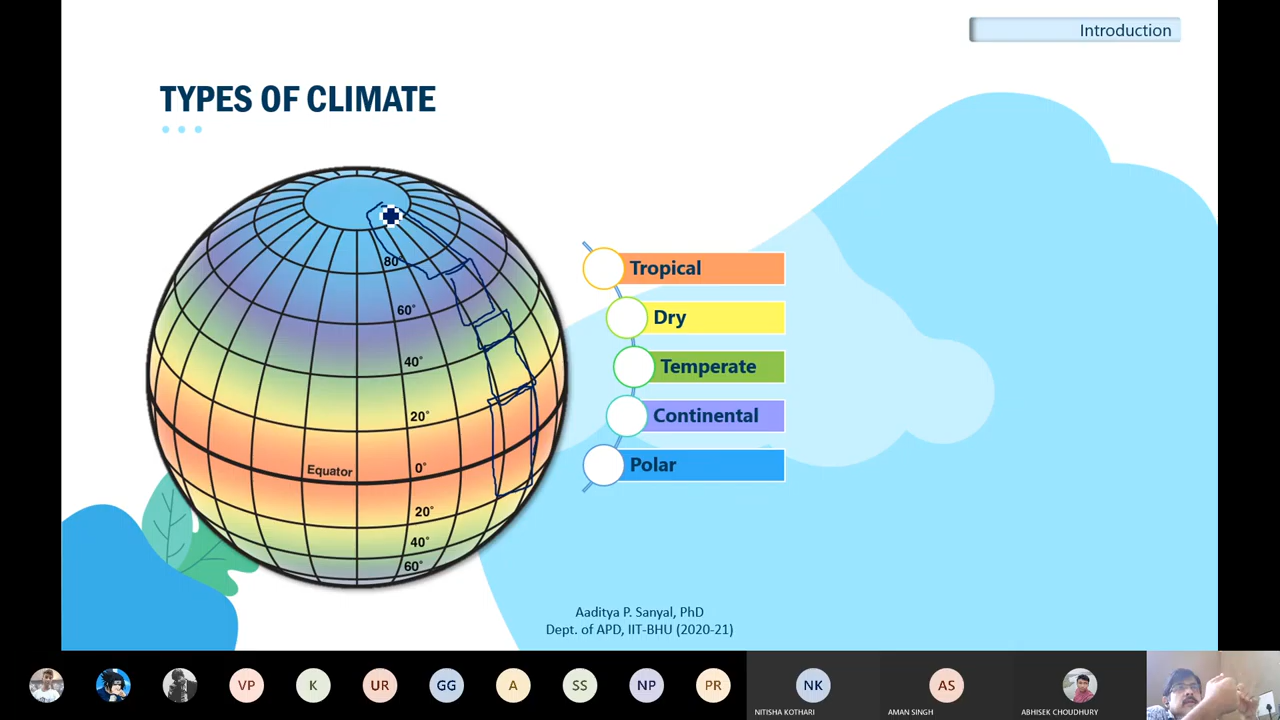 Introduction
TYPES OF CLIMATE
80°
60°
40°
20°
Equator
0°
20°
40°
60°
Tropical
Dry
Temperate
Continental
Polar
Aaditya P. Sanyal, PhD
Dept. of APD, IIT-BHU (2020-21)
VP
K
UR
GG
A
SS
NP
PR
NK
NITISHA KOTHARI
AS
AMAN SINGH
ABHISEK CHOUDHURY